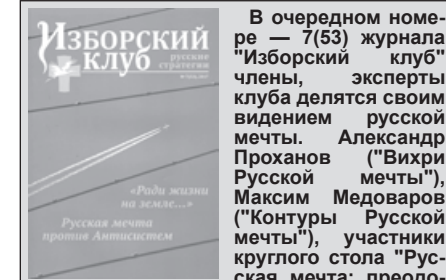 Изборский
клуб
русские
стратегии
«Ради жизни
на земле...»
Русская мечта
против Антисистем
В очередном номе-
ре — 7(53) журнала
"Изборский клуб"
члены, эксперты
клуба делятся своим
видением русской
мечты. Александр
Проханов ("Вихри
Русской мечты"),
Максим Медоваров
("Контуры Русской
мечты"), участники
круглого стола "Рус-
ская мечта: преодо-